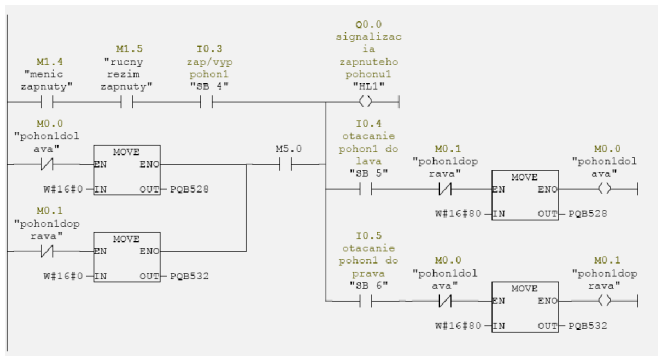 Q0.0
signalizac
ia
zapnuteho
pohonu1
"HL1"
M1.4
"menic
zapnuty"
M1.5
"rucny
rezim
zapnuty"
I0.3
zap/vyp
pohon1
"SB 4"
M0.0
"pohon1dol
ava"
MOVE
EN ENO
W#16#0 IN OUT PQB528
M5.0
M0.1
"pohon1dop
rava"
MOVE
EN ENO
W#16#0 IN OUT PQB532
I0.4
otacanie
pohon1 do
lava
"SB 5"
M0.1
"pohon1dop
rava"
MOVE
EN ENO
W#16#80 IN OUT PQB528
M0.0
"pohon1dol
ava"
I0.5
otacanie
pohon1 do
prava
"SB 6"
M0.0
"pohon1dol
ava"
MOVE
EN ENO
W#16#80 IN OUT PQB532
M0.1
"pohon1dop
rava"